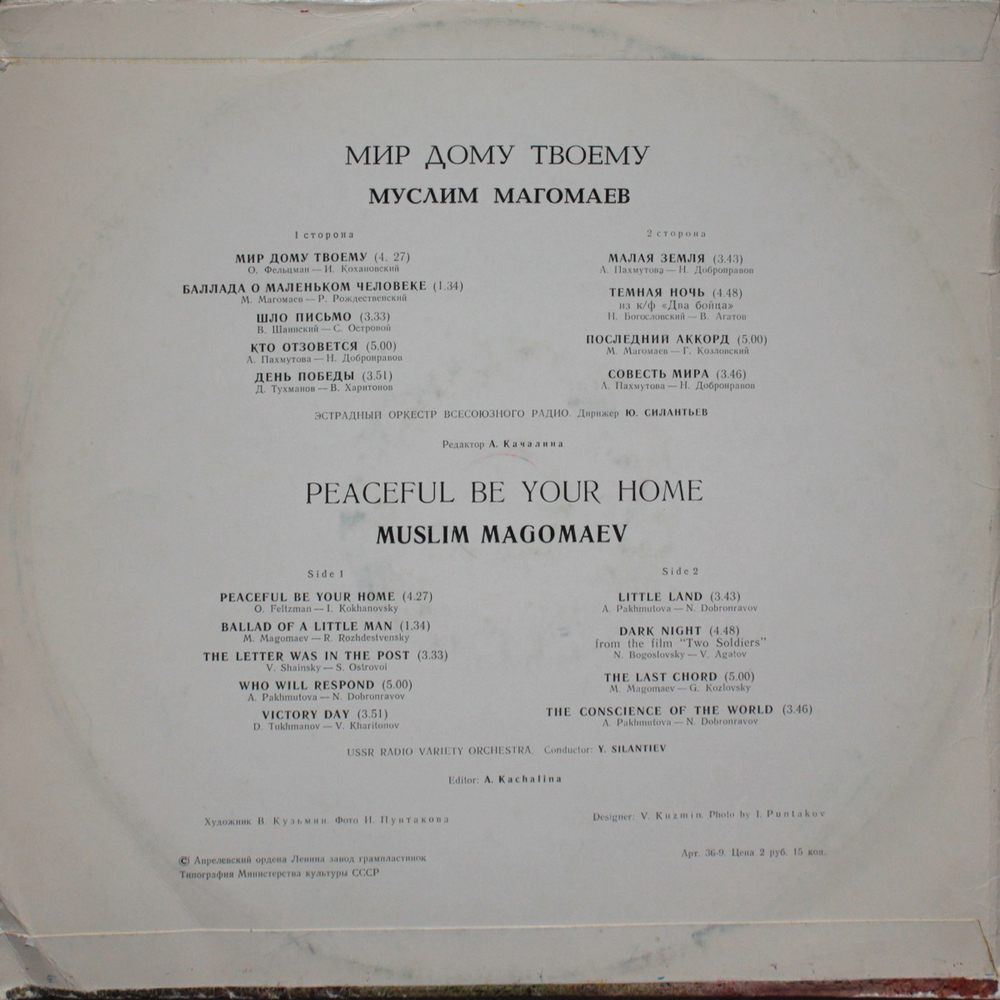 МИР ДОМУ ТВОЕМУ
МУСЛИМ МАГОМАЕВ
1 сторона
МИР ДОМУ ТВОЕМУ (4. 27)
О. Фельцман — И. Кохановский
БАЛЛАДА О МАЛЕНЬКОМ ЧЕЛОВЕКЕ (1.34)
М. Магомаев — Р. Рождественский
ШЛО ПИСЬМО (3.33)
В. Шаинский — С. Островой
КТО ОТЗОВЕТСЯ (5.00)
А. Пахмутова — Н. Добронравов
ДЕНЬ ПОБЕДЫ (3.51)
Д. Тухманов — В. Харитонов
2 сторона
МАЛАЯ ЗЕМЛЯ (3.43)
А. Пахмутова — Н. Добронравов
ТЕМНАЯ НОЧЬ (4.48)
из к/ф «Два бойца»
Н. Богословский — В. Агатов
ПОСЛЕДНИЙ АККОРД (5.00)
М. Магомаев — Г. Козловский
СОВЕСТЬ МИРА (3.46)
А. Пахмутова — Н. Добронравов
ЭСТРАДНЫЙ ОРКЕСТР ВСЕСОЮЗНОГО РАДИО. Дирижер Ю. СИЛАНТЬЕВ
Редактор А. Качалина
PEACEFUL BE YOUR HOME
MUSLIM MAGOMAEV
Side 1
PEACEFUL BE YOUR HOME (4.27)
O. Feltzman — I. Kokhanovsky
BALLAD OF A LITTLE MAN (1.34)
M. Magomaev — R. Rozhdestvensky
THE LETTER WAS IN THE POST (3.33)
V. Shainsky — S. Ostrovoi
WHO WILL RESPOND (5.00)
A. Pakhmutova — N. Dobronravov
VICTORY DAY (3.51)
D. Tukhmanov — V. Kharitonov
Side 2
LITTLE LAND (3.43)
A. Pakhmutova — N. Dobronravov
DARK NIGHT (4.48)
from the film "Two Soldiers"
N. Bogoslovsky — V. Agatov
THE LAST CHORD (5.00)
M. Magomaev — G. Kozlovsky
THE CONSCIENCE OF THE WORLD (3.46)
A. Pakhmutova — N. Dobronravov
USSR RADIO VARIETY ORCHESTRA. Conductor: Y. SILANTIEV
Editor: A. Kachalina
Художник В. Кузьмин. Фото И. Пунтакова
Designer: V. Kuzmin. Photo by I. Puntakov
© Апрелевский ордена Ленина завод грампластинок
Типография Министерства культуры СССР
Арт. 36-9. Цена 2 руб. 15 коп.